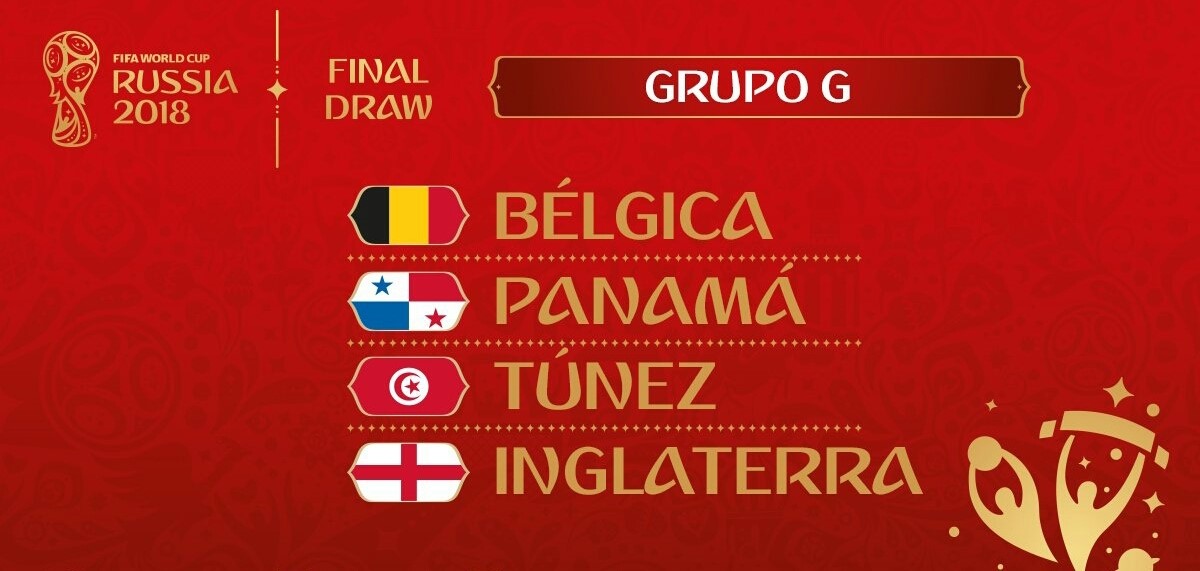 FIFA WORLD CUP
RUSSIA
2018
FINAL
DRAW
GRUPO G
BÉLGICA
PANAMÁ
TÚNEZ
INGLATERRA